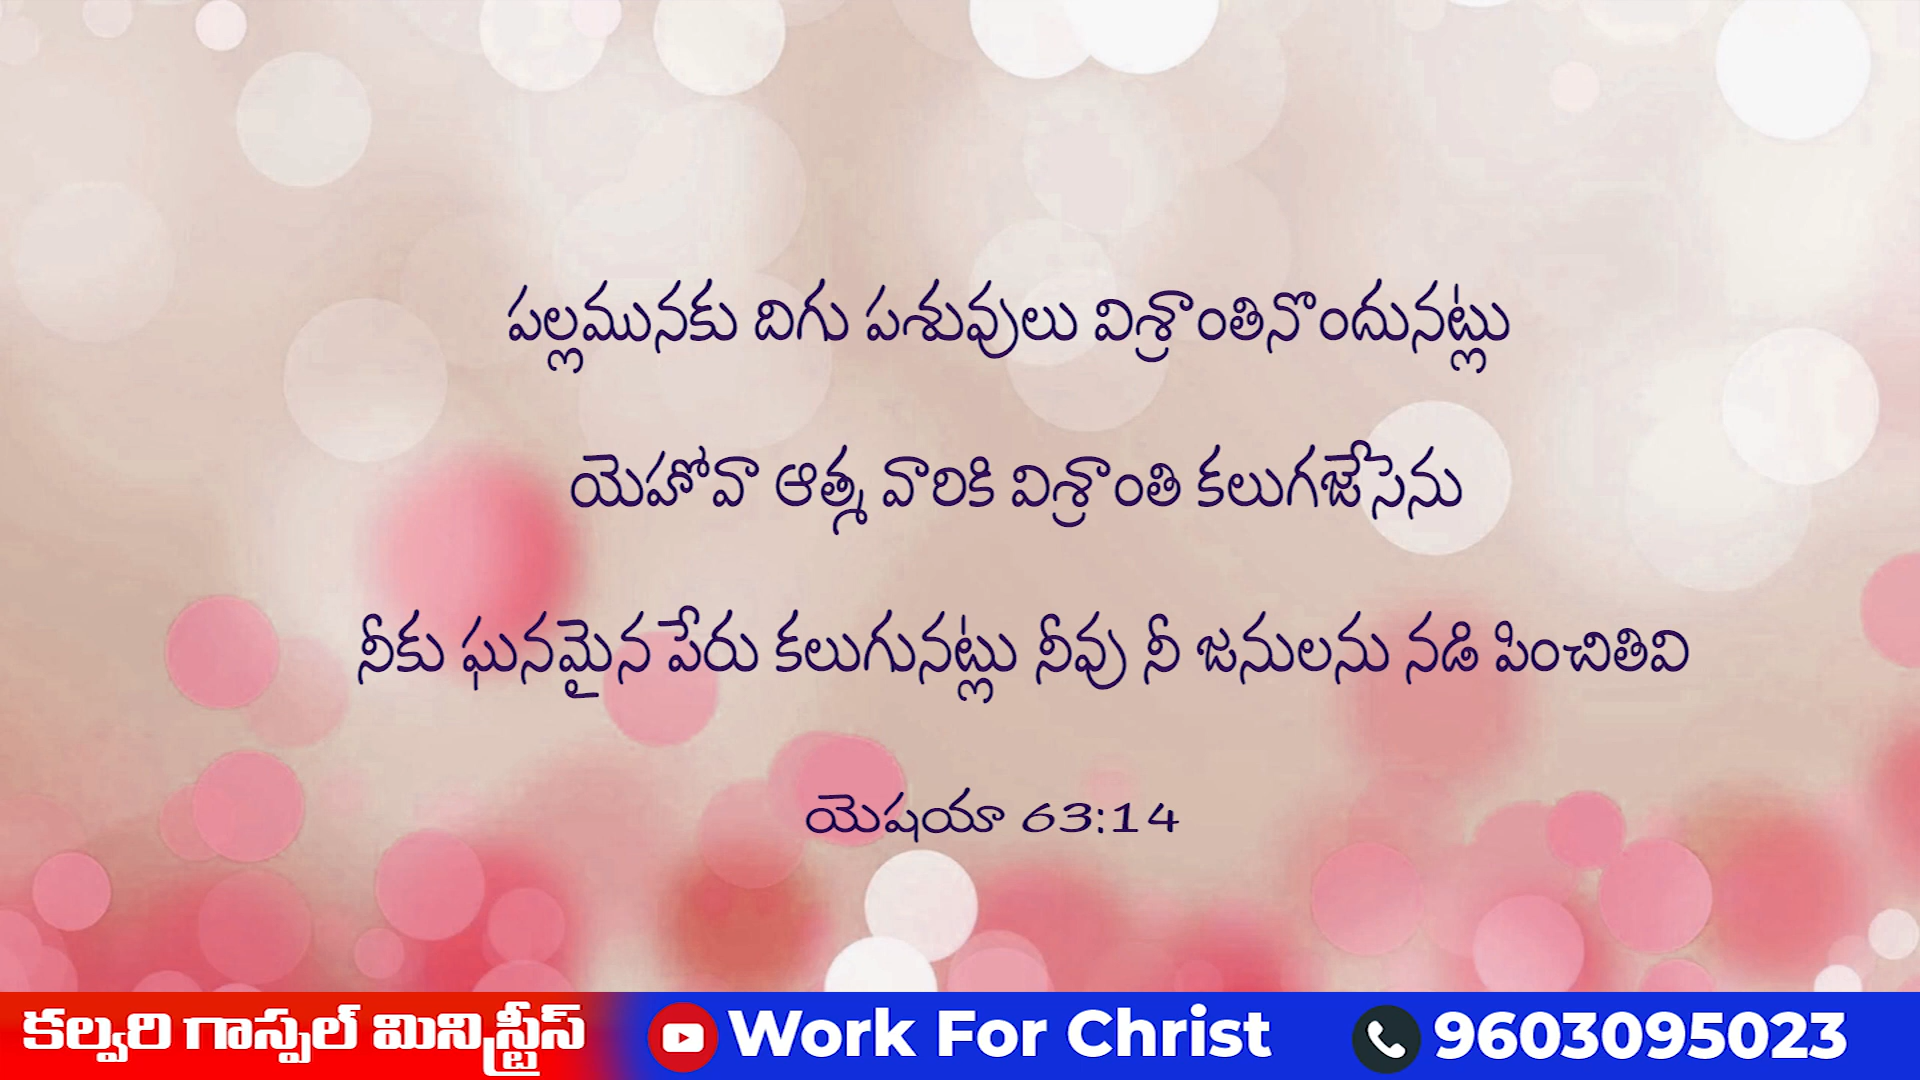 పల్లమునకు దిగు పశువులు విశ్రాంతినొందునట్లు
యెహోవా ఆత్మ వారికి విశ్రాంతి కలుగజేసెను
నీకు ఘనమైన పేరు కలుగునట్లు నీవు నీ జనులను నడి పించితివి
యెషయా 63:14
కల్వరి గాస్పల్ మినిస్ట్రీస్ Work For Christ 9603095023